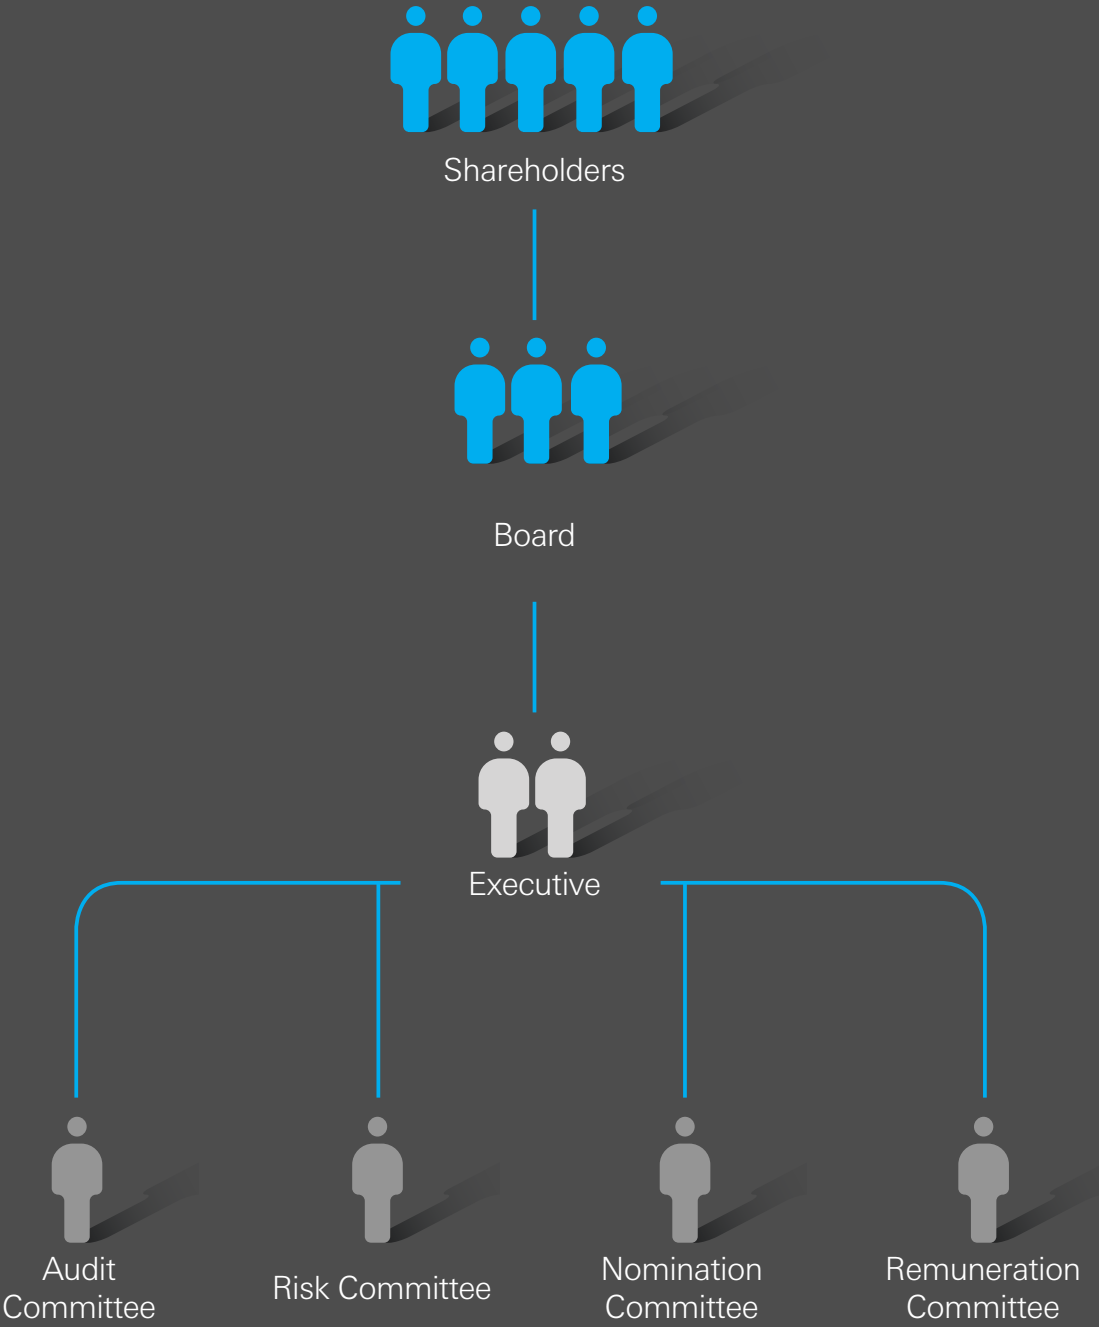 Shareholders
Board
Executive
Audit
Committee
Risk Committee
Nomination
Committee
Remuneration
Committee